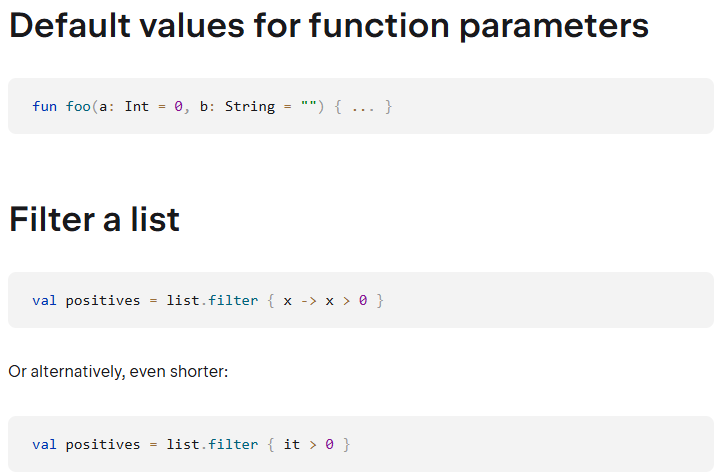 Default values for function parameters
fun foo(a: Int = 0, b: String = "") { ... }
Filter a list
val positives = list.filter { x -> x > 0 }
Or alternatively, even shorter:
val positives = list.filter { it > 0 }